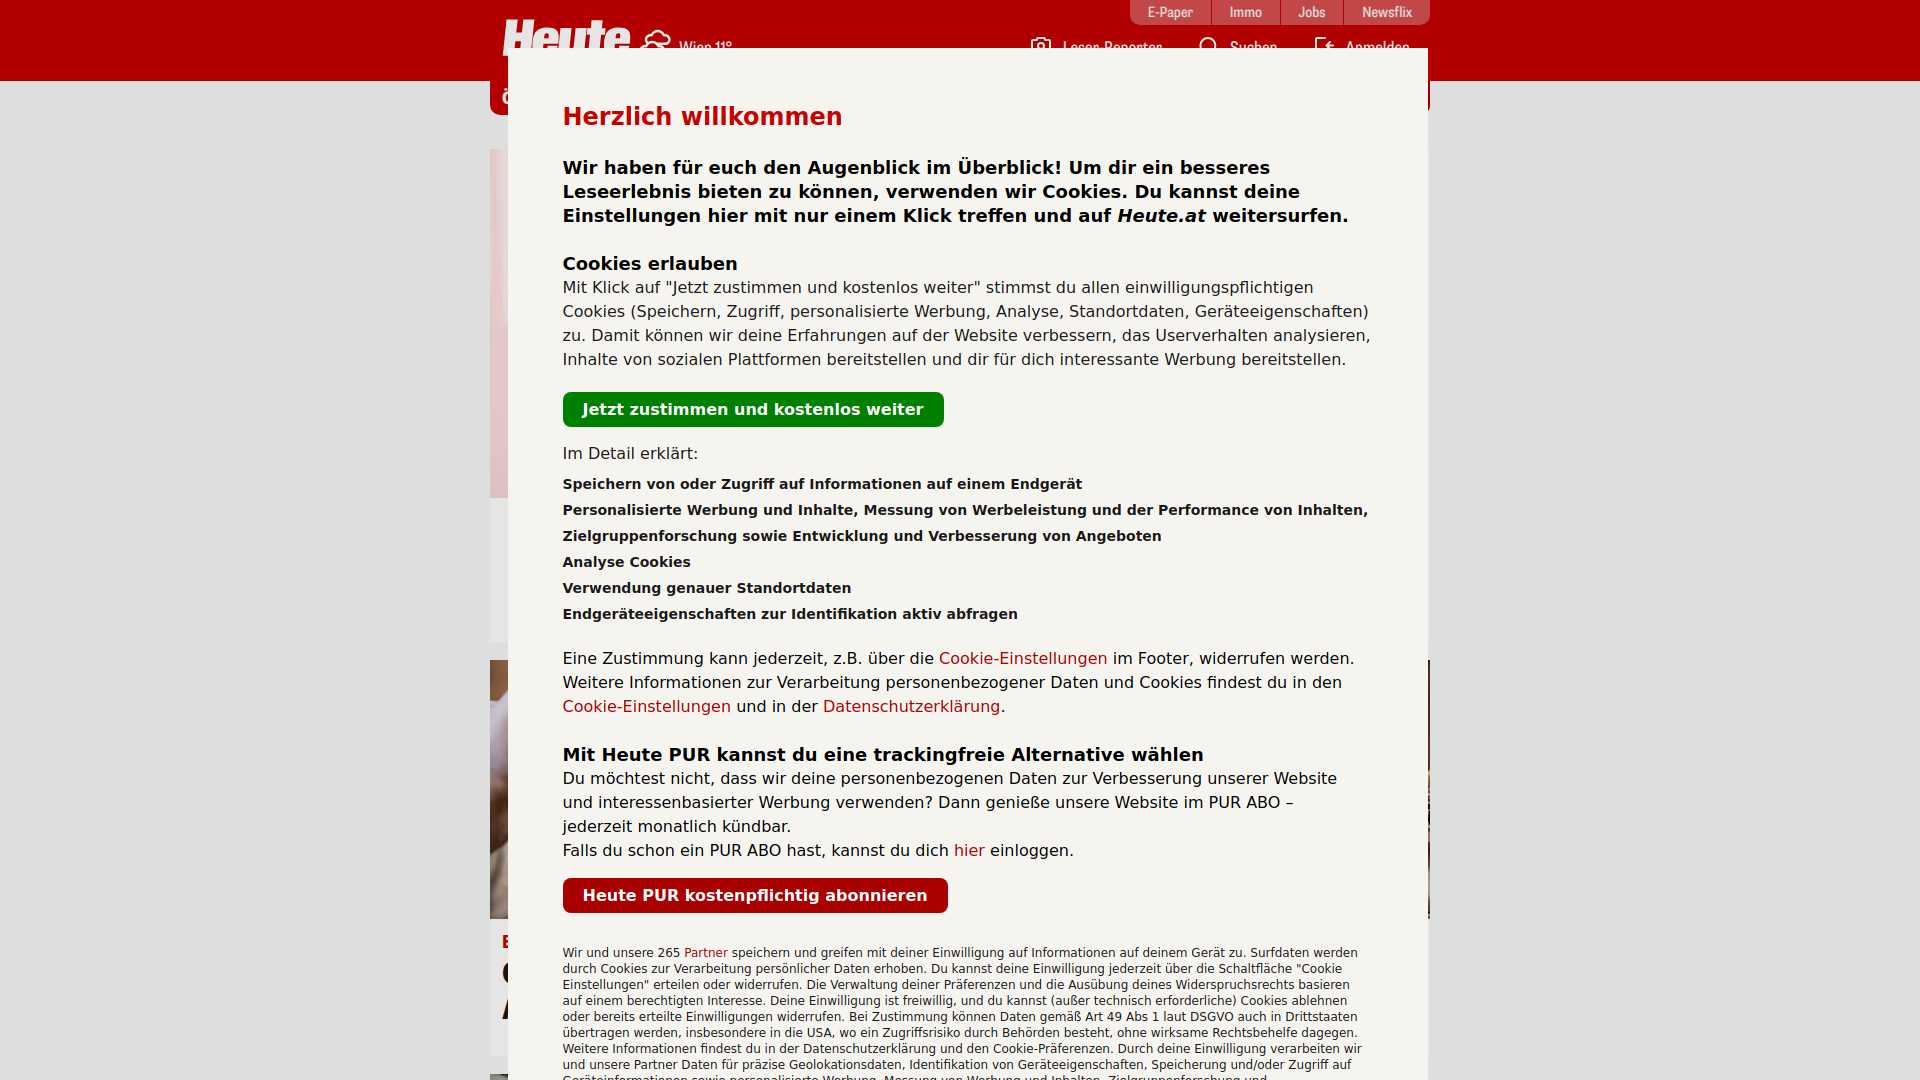 E-Paper
Immo
Jobs
Newsflix
Heute
Wien 11°
Leser-Reporter
Suchen
Anmelden
Herzlich willkommen
Wir haben für euch den Augenblick im Überblick! Um dir ein besseres
Leseerlebnis bieten zu können, verwenden wir Cookies. Du kannst deine
Einstellungen hier mit nur einem Klick treffen und auf Heute.at weitersurfen.
Cookies erlauben
Mit Klick auf "Jetzt zustimmen und kostenlos weiter" stimmst du allen einwilligungspflichtigen
Cookies (Speichern, Zugriff, personalisierte Werbung, Analyse, Standortdaten, Geräteeigenschaften)
zu. Damit können wir deine Erfahrungen auf der Website verbessern, das Userverhalten analysieren,
Inhalte von sozialen Plattformen bereitstellen und dir für dich interessante Werbung bereitstellen.
Jetzt zustimmen und kostenlos weiter
Im Detail erklärt:
Speichern von oder Zugriff auf Informationen auf einem Endgerät
Personalisierte Werbung und Inhalte, Messung von Werbeleistung und der Performance von Inhalten,
Zielgruppenforschung sowie Entwicklung und Verbesserung von Angeboten
Analyse Cookies
Verwendung genauer Standortdaten
Endgeräteeigenschaften zur Identifikation aktiv abfragen
Eine Zustimmung kann jederzeit, z.B. über die Cookie-Einstellungen im Footer, widerrufen werden.
Weitere Informationen zur Verarbeitung personenbezogener Daten und Cookies findest du in den
Cookie-Einstellungen und in der Datenschutzerklärung.
Mit Heute PUR kannst du eine trackingfreie Alternative wählen
Du möchtest nicht, dass wir deine personenbezogenen Daten zur Verbesserung unserer Website
und interessenbasierter Werbung verwenden? Dann genieße unsere Website im PUR ABO –
jederzeit monatlich kündbar.
Falls du schon ein PUR ABO hast, kannst du dich hier einloggen.
Heute PUR kostenpflichtig abonnieren
Wir und unsere 265 Partner speichern und greifen mit deiner Einwilligung auf Informationen auf deinem Gerät zu. Surfdaten werden
durch Cookies zur Verarbeitung persönlicher Daten erhoben. Du kannst deine Einwilligung jederzeit über die Schaltfläche "Cookie
Einstellungen" erteilen oder widerrufen. Die Verwaltung deiner Präferenzen und die Ausübung deines Widerspruchsrechts basieren
auf einem berechtigten Interesse. Deine Einwilligung ist freiwillig, und du kannst (außer technisch erforderliche) Cookies ablehnen
oder bereits erteilte Einwilligungen widerrufen. Bei Zustimmung können Daten gemäß Art 49 Abs 1 laut DSGVO auch in Drittstaaten
übertragen werden, insbesondere in die USA, wo ein Zugriffsrisiko durch Behörden besteht, ohne wirksame Rechtsbehelfe dagegen.
Weitere Informationen findest du in der Datenschutzerklärung und den Cookie-Präferenzen. Durch deine Einwilligung verarbeiten wir
und unsere Partner Daten für präzise Geolokationsdaten, Identifikation von Geräteeigenschaften, Speicherung und/oder Zugriff auf
Geräteinformationen sowie personalisierte Werbung, Messung von Werbung und Inhalten, Zielgruppenforschung und